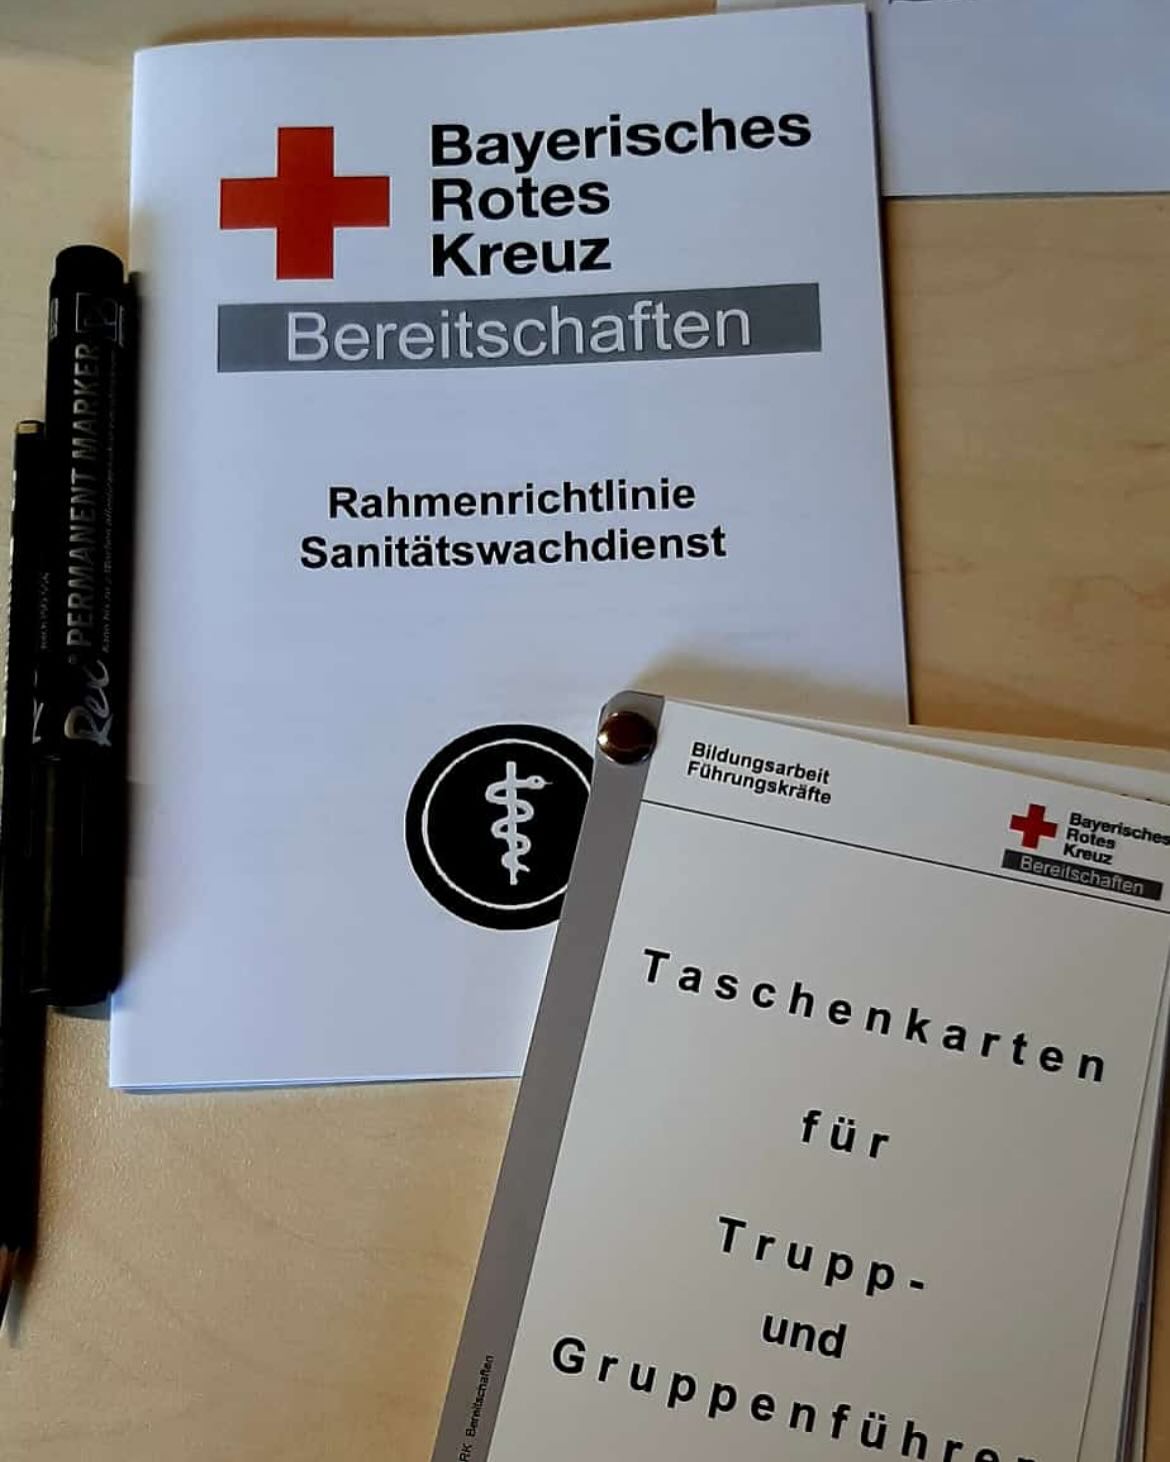 Bayerisches
Rotes
Kreuz
Bereitschaften
Rahmenrichtlinie
Sanitätswachdienst
PERMANENT MARKER
Bildungsarbeit
Führungskräfte
Bayerisches
Rotes
Kreuz
Bereitschaften
Taschenkarten
für
Trupp-
und
Gruppenführer
RK Bereitschaften